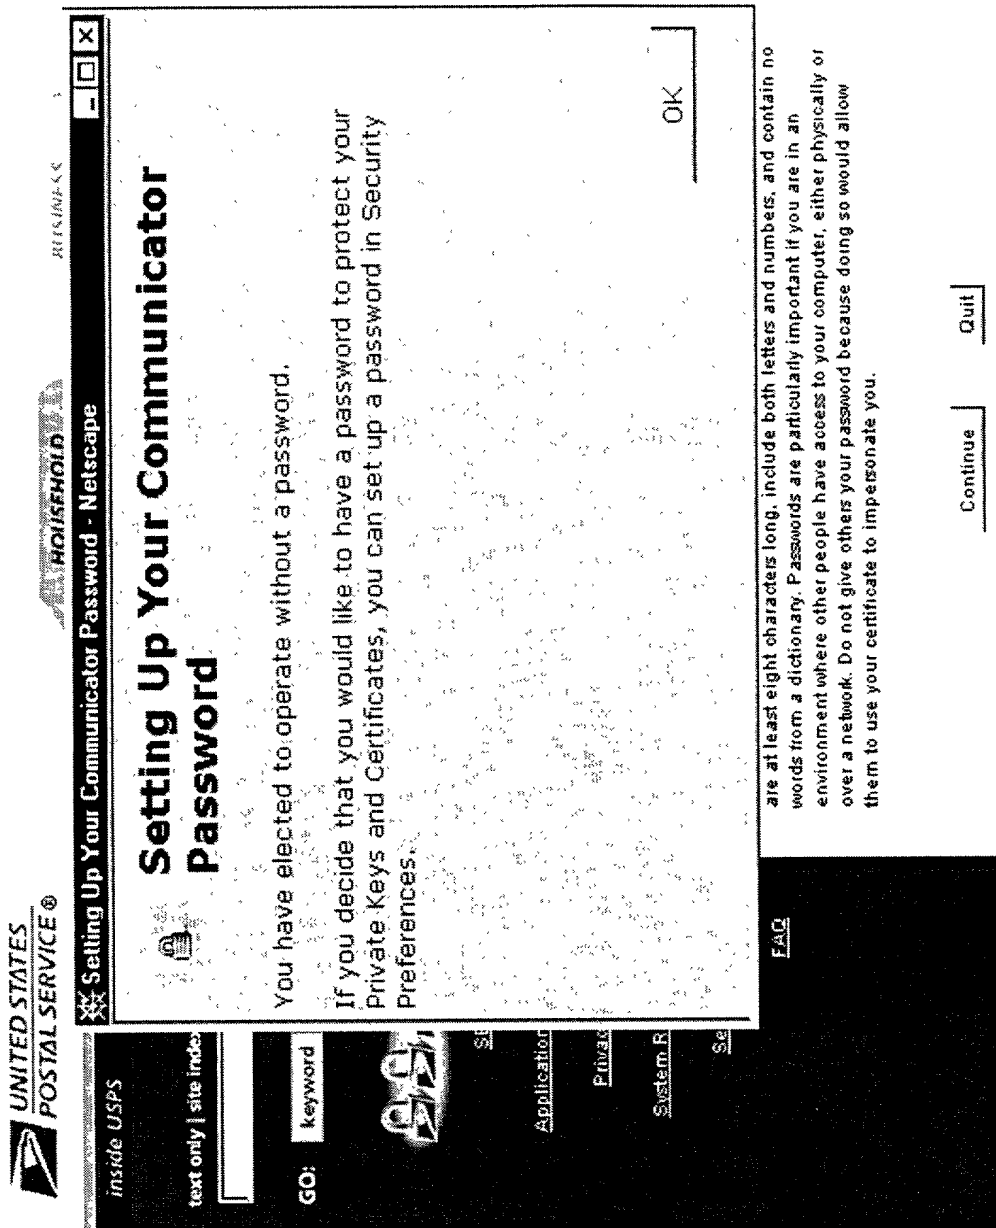 UNITED STATES
POSTAL SERVICE ®
HOUSEHOLD
BUSINESS
inside USPS
text only | site index
GO:
keyword
Application
Privac
System R
Se
FAQ
Setting Up Your Communicator Password - Netscape
Setting Up Your Communicator
Password
You have elected to operate without a password.
If you decide that you would like to have a password to protect your
Private Keys and Certificates, you can set up a password in Security
Preferences.
OK
are at least eight characters long, include both letters and numbers, and contain no
words from a dictionary. Passwords are particularly important if you are in an
environment where other people have access to your computer, either physically or
over a network. Do not give others your password because doing so would allow
them to use your certificate to impersonate you.
Continue
Quit